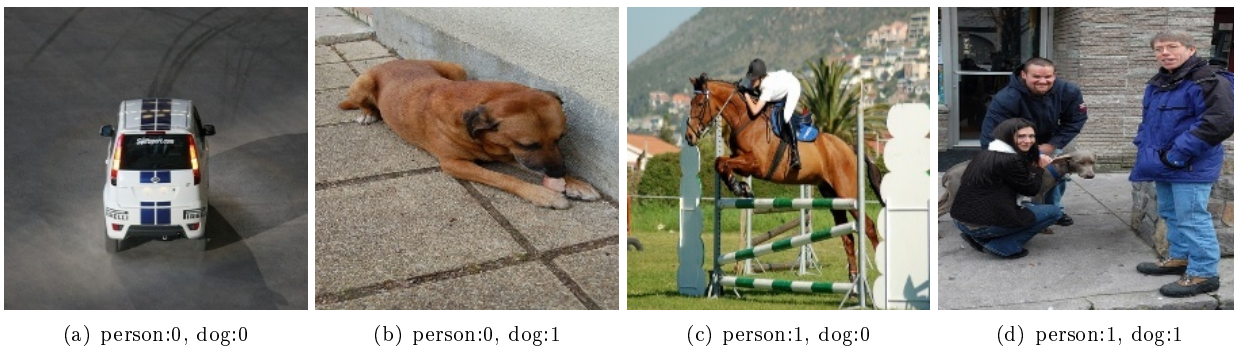 (a) person:0, dog:0
(b) person:0, dog:1
(c) person:1, dog:0
(d) person:1, dog:1